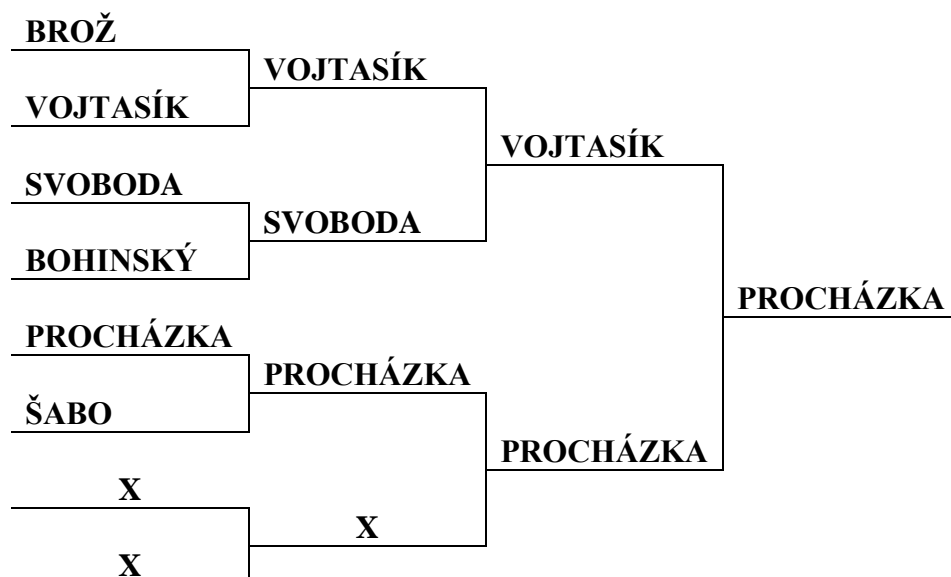 BROŽ
VOJTASÍK
VOJTASÍK
VOJTASÍK
SVOBODA
SVOBODA
BOHINSKÝ
PROCHÁZKA
PROCHÁZKA
PROCHÁZKA
ŠABO
PROCHÁZKA
X
X
X